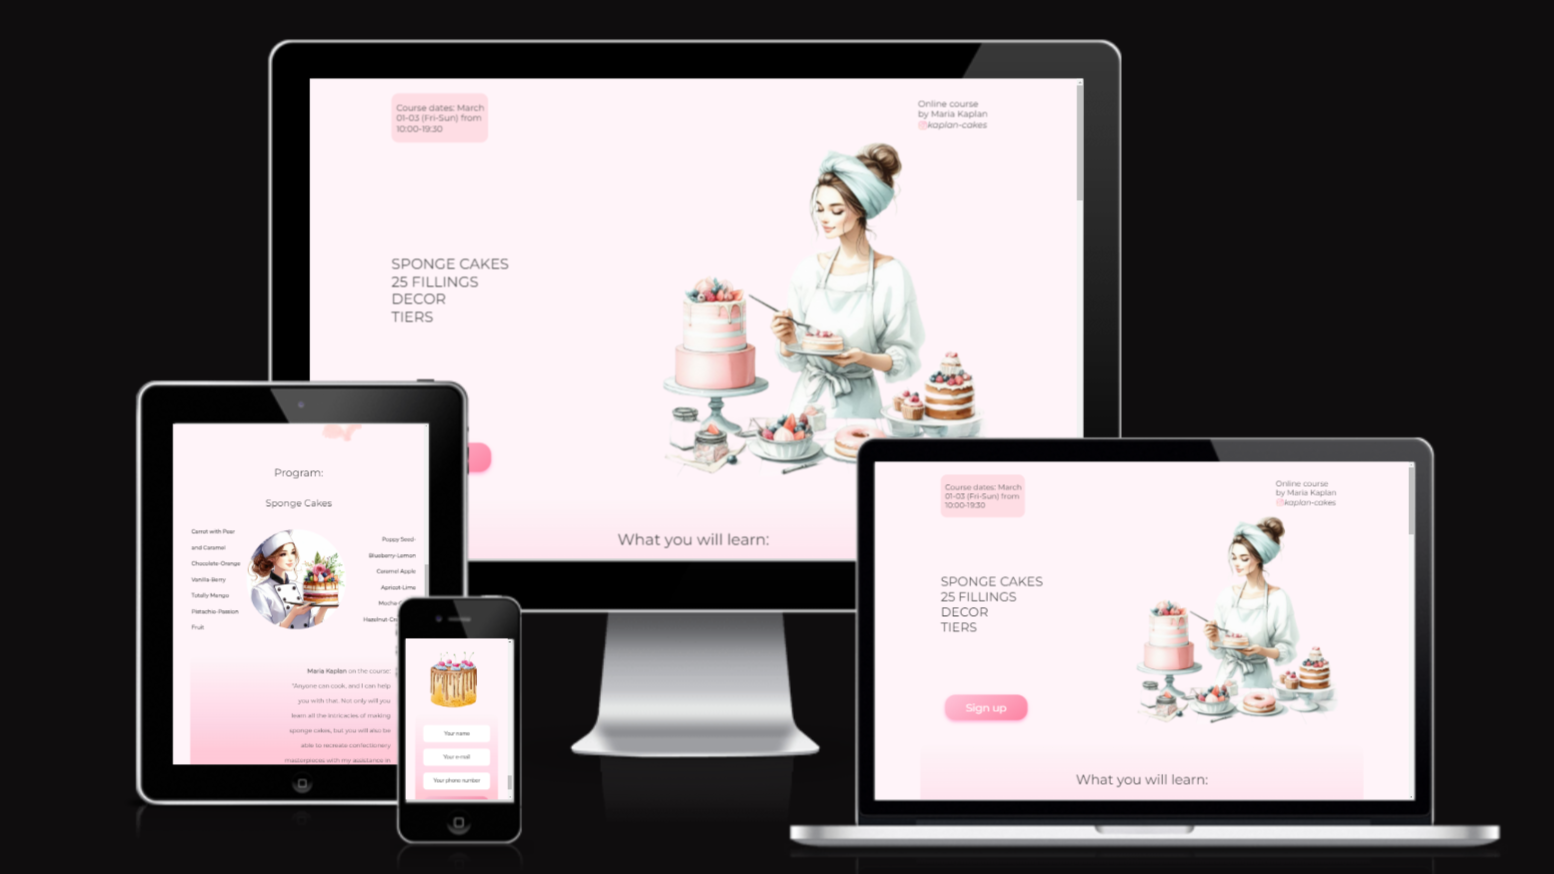 Course dates: March
01-03 (Fri-Sun) from
10:00-19:30
Online course
by Maria Kaplan
@kaplan-cakes
SPONGE CAKES
25 FILLINGS
DECOR
TIERS
What you will learn:
Program:
Sponge Cakes
Carrot with Pear
and Caramel
Chocolate-Orange
Vanilla-Berry
Totally Mango
Pistachio-Passion
Fruit
Poppy Seed-
Blueberry-Lemon
Caramel Apple
Apricot-Lime
Maria Kaplan on the course:
"Anyone can cook, and I can help
you with that. Not only will you
learn all the intricacies of making
sponge cakes, but you will also be
able to recreate confectionery
masterpieces with my assistance in
Your name
Your e-mail
Your phone number
Course dates: March
01-03 (Fri-Sun) from
10:00-19:30
Online course
by Maria Kaplan
@kaplan-cakes
SPONGE CAKES
25 FILLINGS
DECOR
TIERS
Sign up
What you will learn: